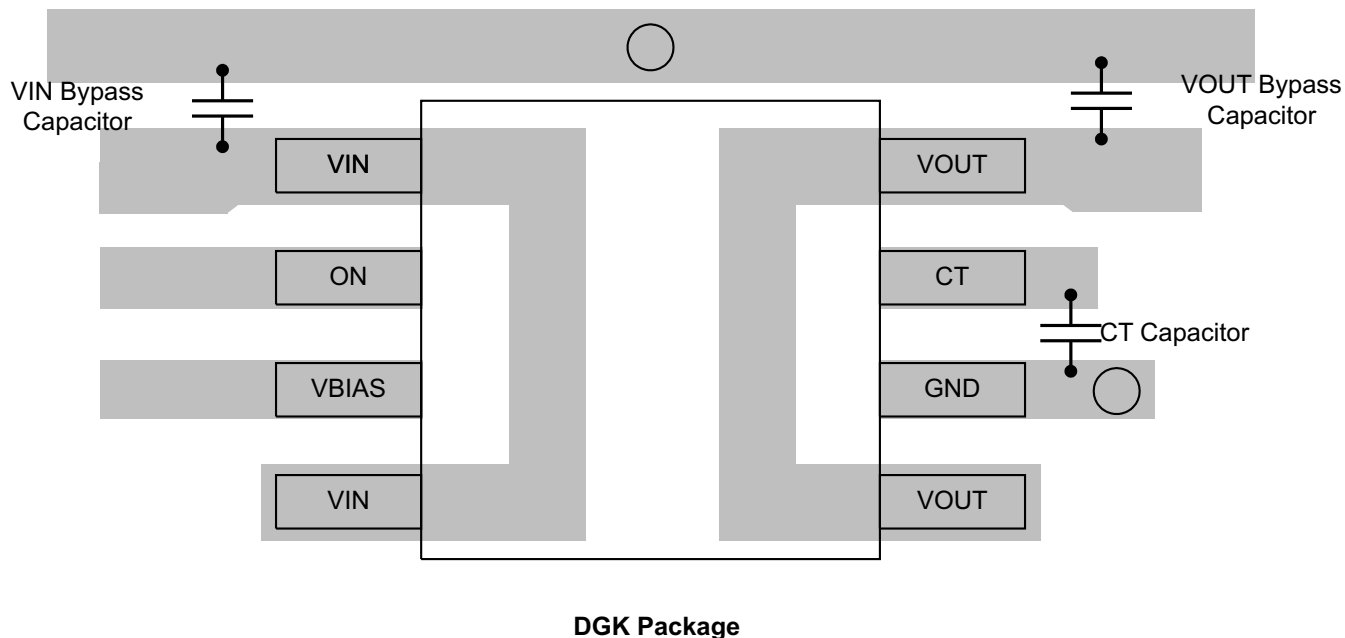 VIN Bypass
Capacitor
VOUT Bypass
Capacitor
VIN
VOUT
ON
CT
CT Capacitor
VBIAS
GND
VIN
VOUT
DGK Package